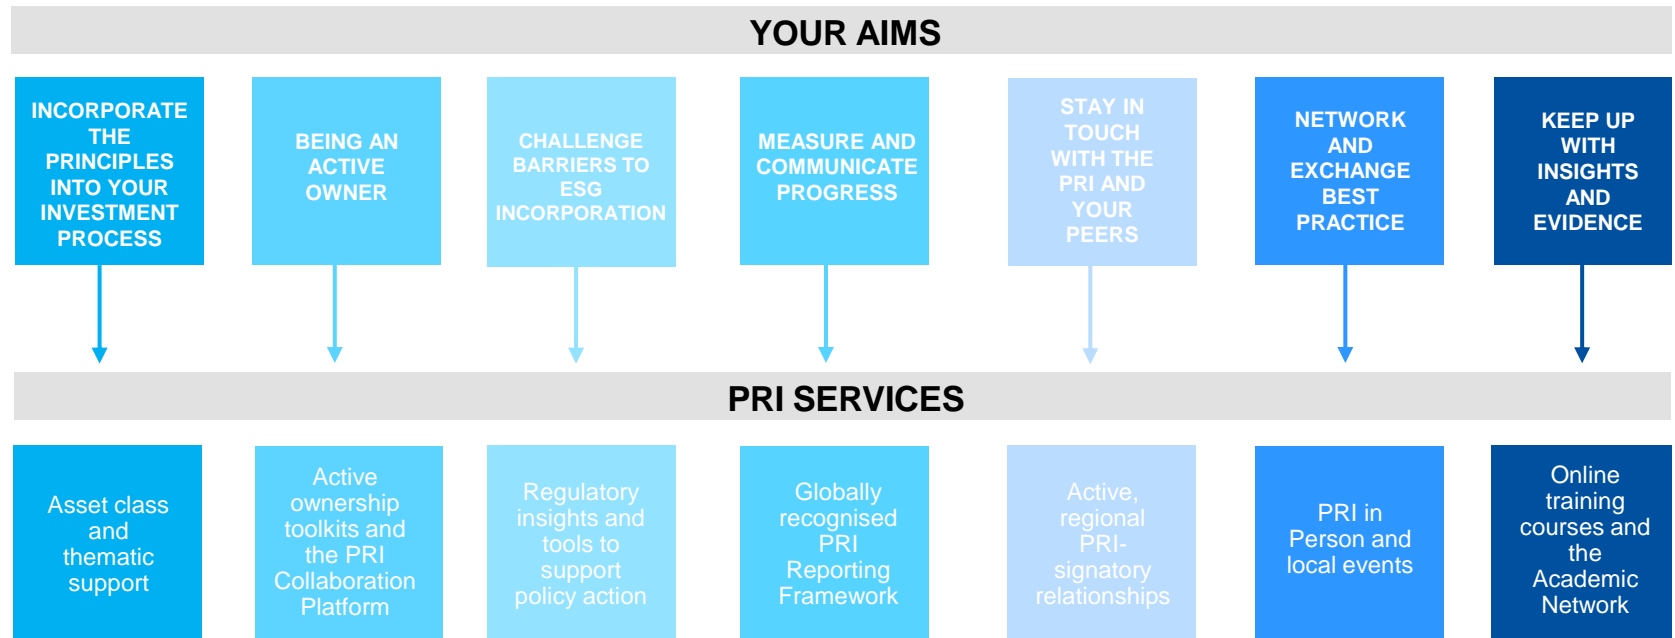 YOUR AIMS
INCORPORATE
THE
PRINCIPLES
INTO YOUR
INVESTMENT
PROCESS
BEING AN
ACTIVE
OWNER
CHALLENGE
BARRIERS TO
ESG
INCORPORATION
MEASURE AND
COMMUNICATE
PROGRESS
STAY IN
TOUCH
WITH THE
PRI AND
YOUR
PEERS
NETWORK
AND
EXCHANGE
BEST
PRACTICE
KEEP UP
WITH
INSIGHTS
AND
EVIDENCE
PRI SERVICES
Asset class
and
thematic
support
Active
ownership
toolkits and
the PRI
Collaboration
Platform
Regulatory
insights and
tools to
support
policy action
Globally
recognised
PRI
Reporting
Framework
Active,
regional
PRI-
signatory
relationships
PRI in
Person and
local events
Online
training
courses and
the
Academic
Network